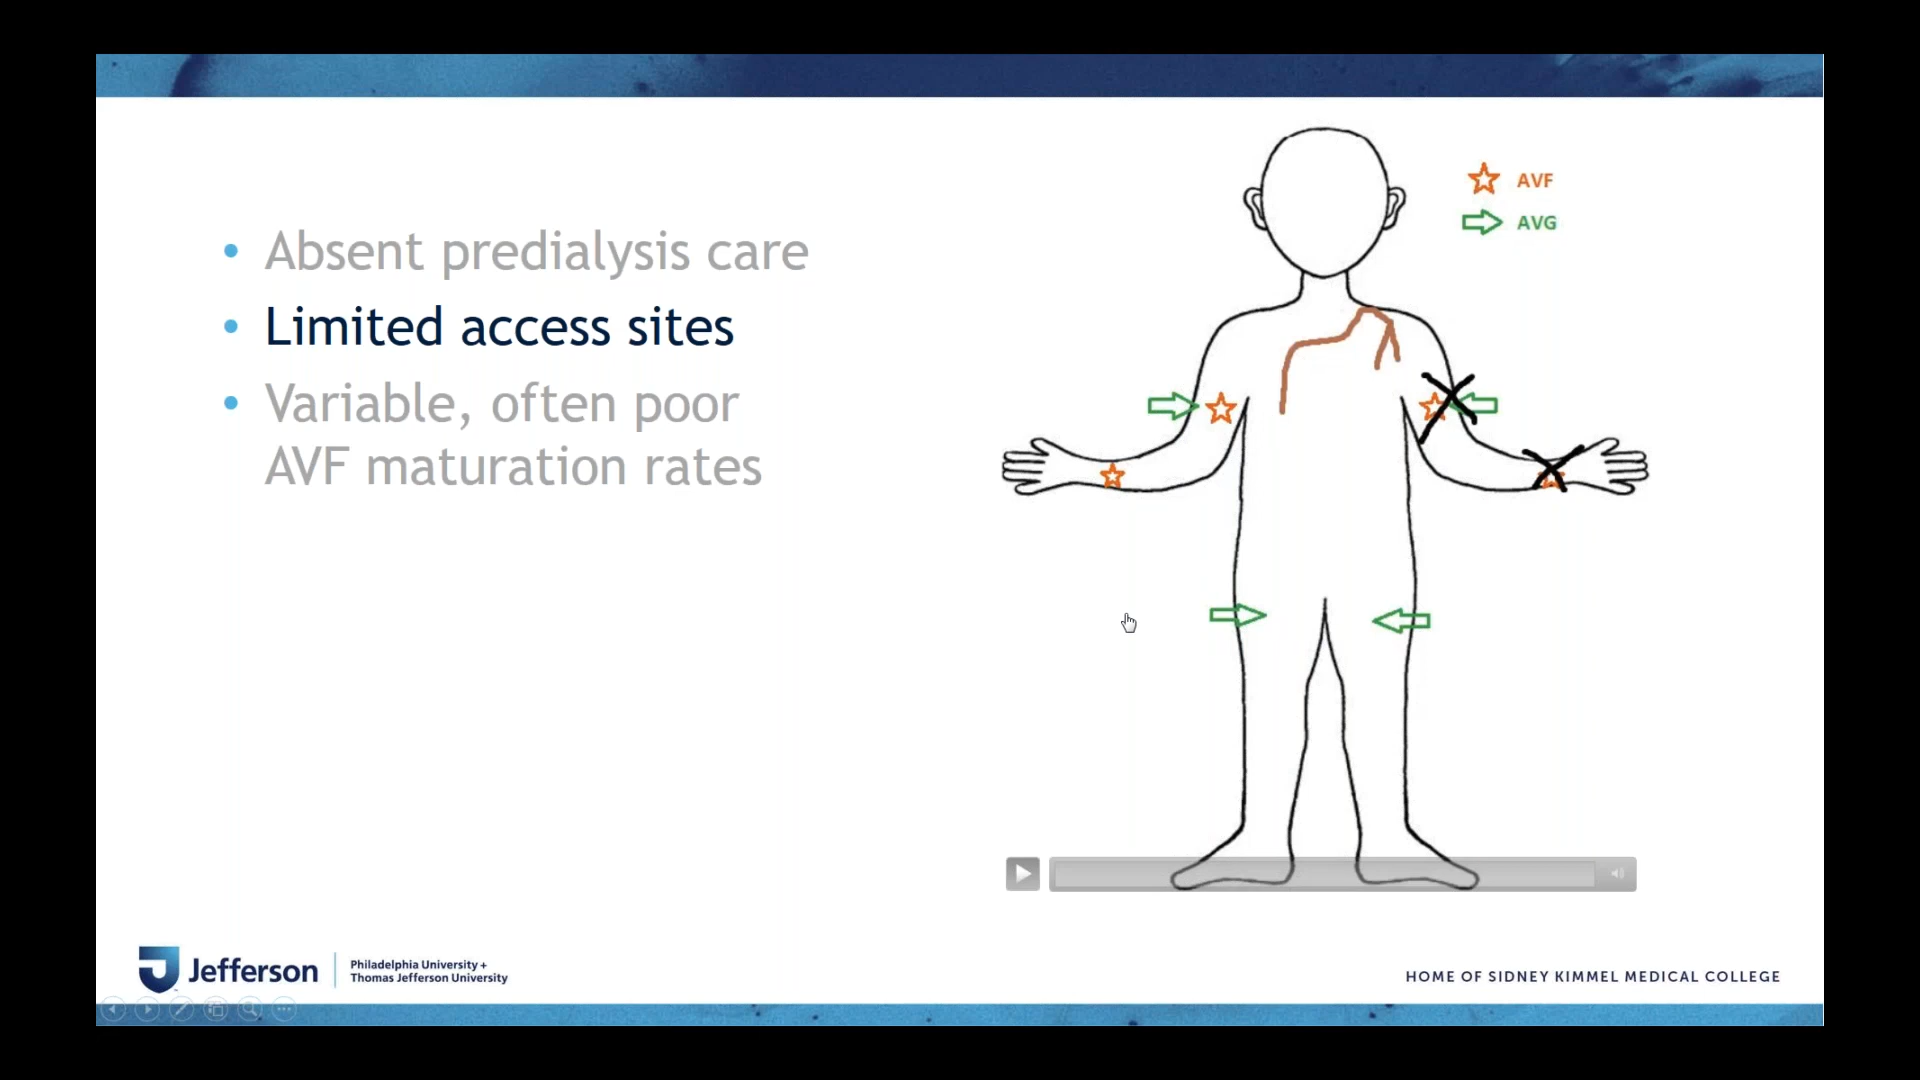 AVF
AVG
• Absent predialysis care
• Limited access sites
• Variable, often poor
AVF maturation rates
Jefferson
Philadelphia University +
Thomas Jefferson University
HOME OF SIDNEY KIMMEL MEDICAL COLLEGE